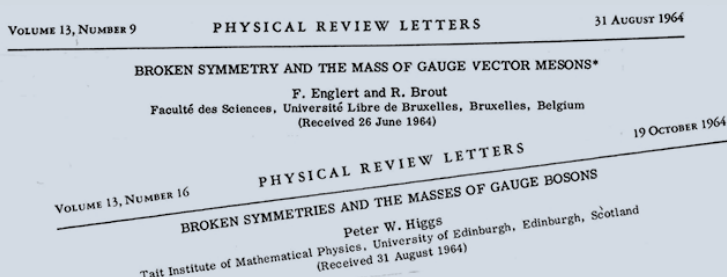 VOLUME 13, NUMBER 9 PHYSICAL REVIEW LETTERS 31 AUGUST 1964
BROKEN SYMMETRY AND THE MASS OF GAUGE VECTOR MESONS*
F. Englert and R. Brout
Faculté des Sciences, Université Libre de Bruxelles, Bruxelles, Belgium
(Received 26 June 1964)
VOLUME 13, NUMBER 16 PHYSICAL REVIEW LETTERS 19 OCTOBER 1964
BROKEN SYMMETRIES AND THE MASSES OF GAUGE BOSONS
Peter W. Higgs
Tait Institute of Mathematical Physics, University of Edinburgh, Edinburgh, Scotland
(Received 31 August 1964)